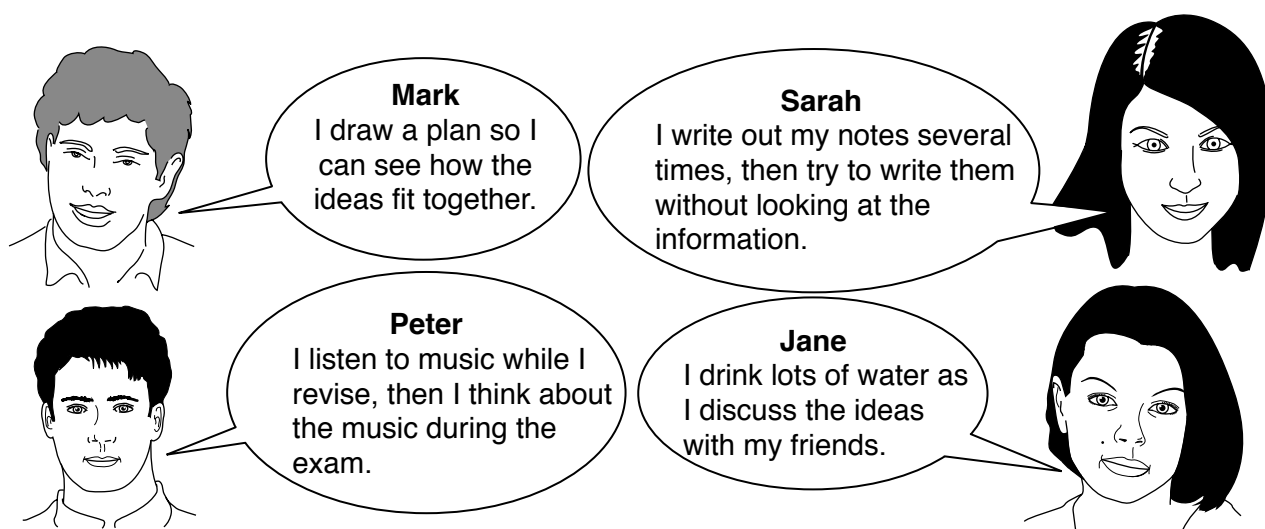 Mark
I draw a plan so I
can see how the
ideas fit together.
Sarah
I write out my notes several
times, then try to write them
without looking at the
information.
Peter
I listen to music while I
revise, then I think about
the music during the
exam.
Jane
I drink lots of water as
I discuss the ideas
with my friends.